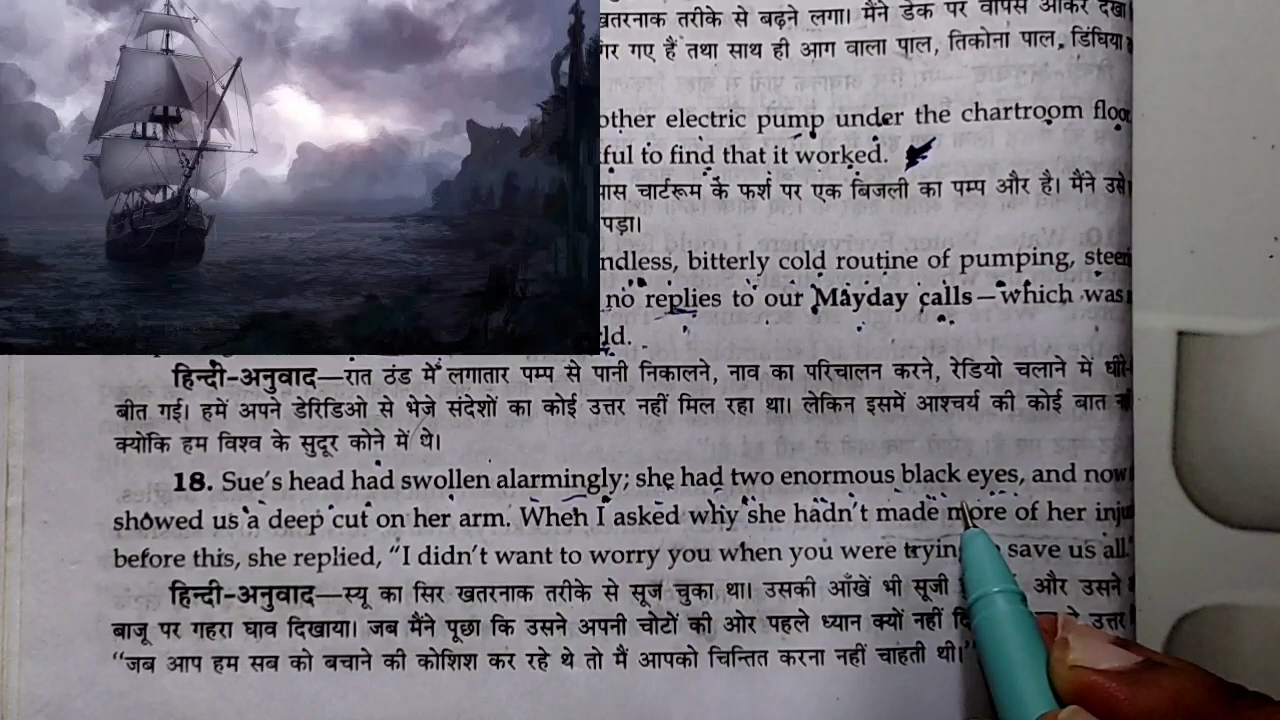 खतरनाक तरीके से बढ़ने लगा। मैंने डेक पर वापस आकर देखा
गए हैं तथा साथ ही आग वाला पाल, तिकोना पाल, डिंघिया
other electric pump under the chartroom floor
ful to find that it worked.
चार्टरूम के फर्श पर एक बिजली का पम्प और है। मैंने उसे
पड़ा।
ndless, bitterly cold routine of pumping, steeri
no replies to our Mayday calls—which was
ld.
हिन्दी-अनुवाद—रात ठंड में लगातार पम्प से पानी निकालने, नाव का परिचालन करने, रेडियो चलाने में धीरे-
बीत गई। हमें अपने डेरिडिओ से भेजे संदेशों का कोई उत्तर नहीं मिल रहा था। लेकिन इसमें आश्चर्य की कोई बात
क्योंकि हम विश्व के सुदूर कोने में थे।
18. Sue's head had swollen alarmingly; she had two enormous black eyes, and now
showed us a deep cut on her arm. When I asked why she hadn't made more of her inju
before this, she replied, “I didn't want to worry you when you were trying save us all.”
हिन्दी-अनुवाद—स्यू का सिर खतरनाक तरीके से सूज चुका था। उसकी आँखें भी सूजी और उसने
बाजू पर गहरा घाव दिखाया। जब मैंने पूछा कि उसने अपनी चोटों की ओर पहले ध्यान क्यों नहीं उत्तर
“जब आप हम सब को बचाने की कोशिश कर रहे थे तो मैं आपको चिन्तित करना नहीं चाहती थी।”